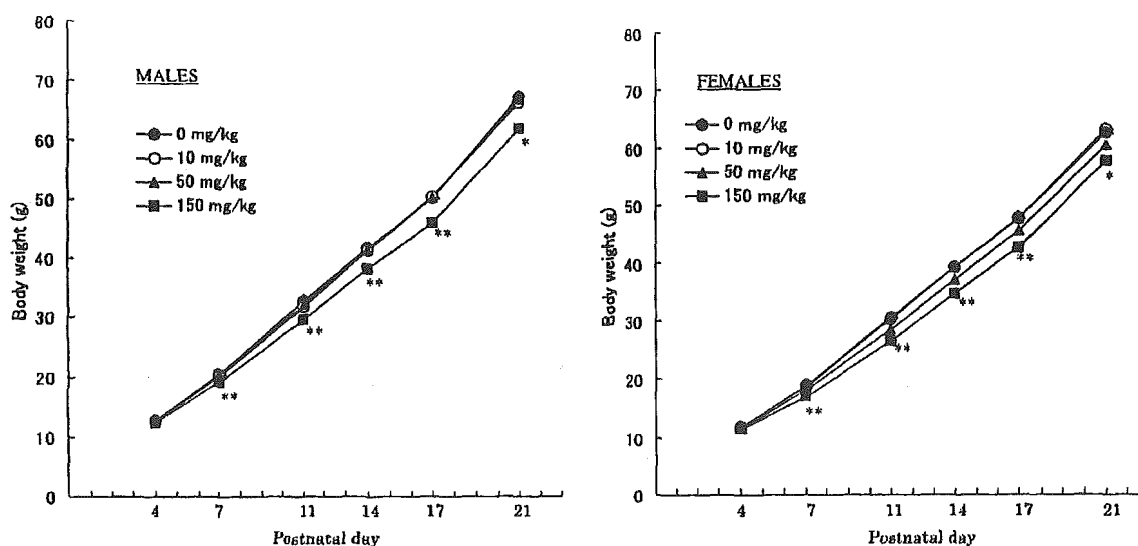 80
70
60
50
40
30
20
10
0
Body weight (g)
MALES
0 mg/kg
10 mg/kg
50 mg/kg
150 mg/kg
**
**
**
**
*
4 7 11 14 17 21
Postnatal day
80
70
60
50
40
30
20
10
0
Body weight (g)
FEMALES
0 mg/kg
10 mg/kg
50 mg/kg
150 mg/kg
**
**
**
**
*
4 7 11 14 17 21
Postnatal day